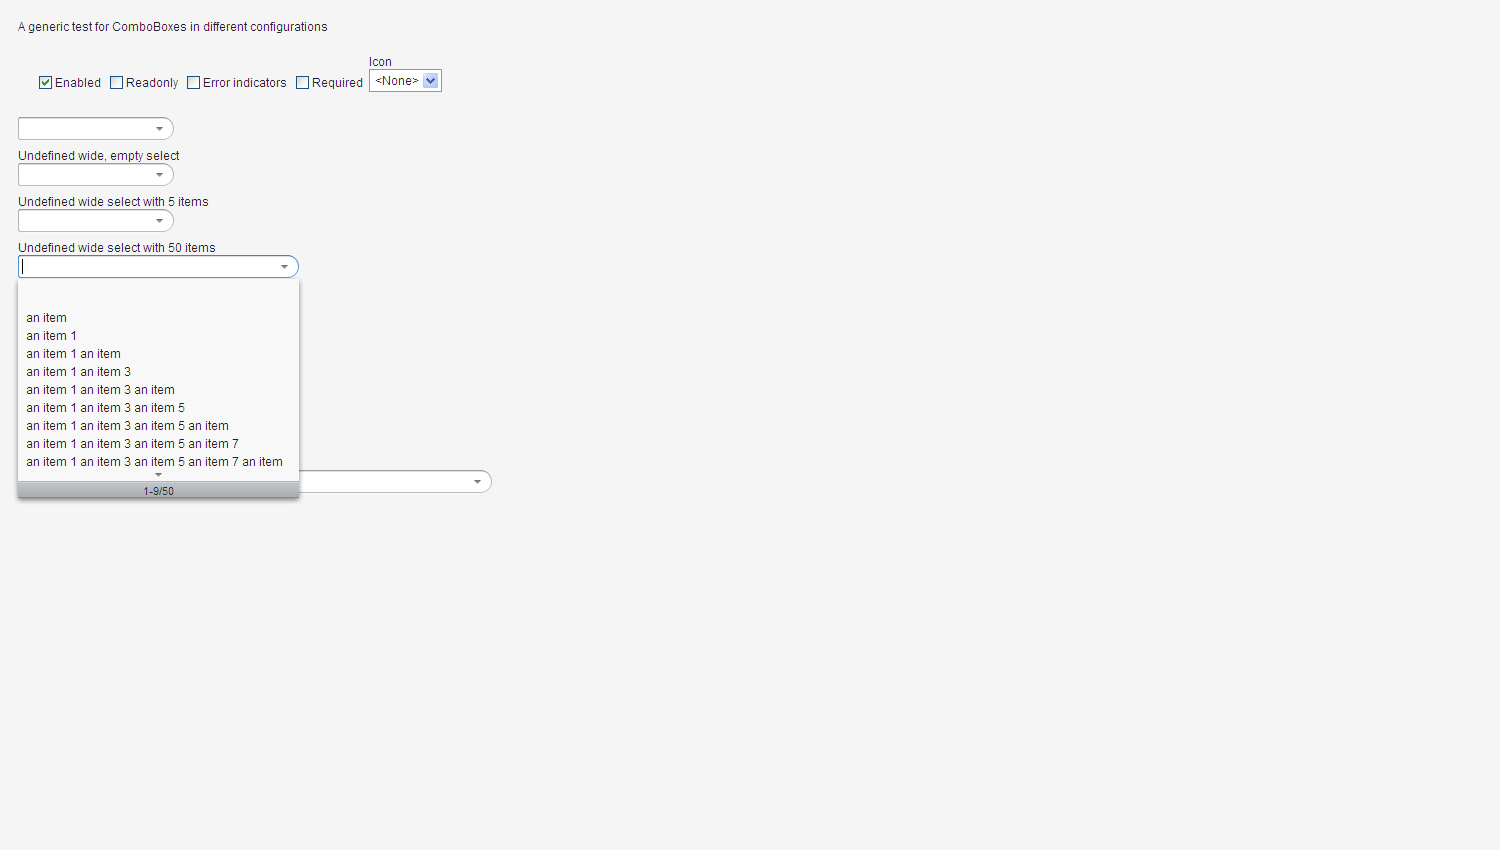 A generic test for ComboBoxes in different configurations
Icon
Enabled Readonly Error indicators Required <None>
Undefined wide, empty select
Undefined wide select with 5 items
Undefined wide select with 50 items
an item
an item 1
an item 1 an item
an item 1 an item 3
an item 1 an item 3 an item
an item 1 an item 3 an item 5
an item 1 an item 3 an item 5 an item
an item 1 an item 3 an item 5 an item 7
an item 1 an item 3 an item 5 an item 7 an item
1-9/50